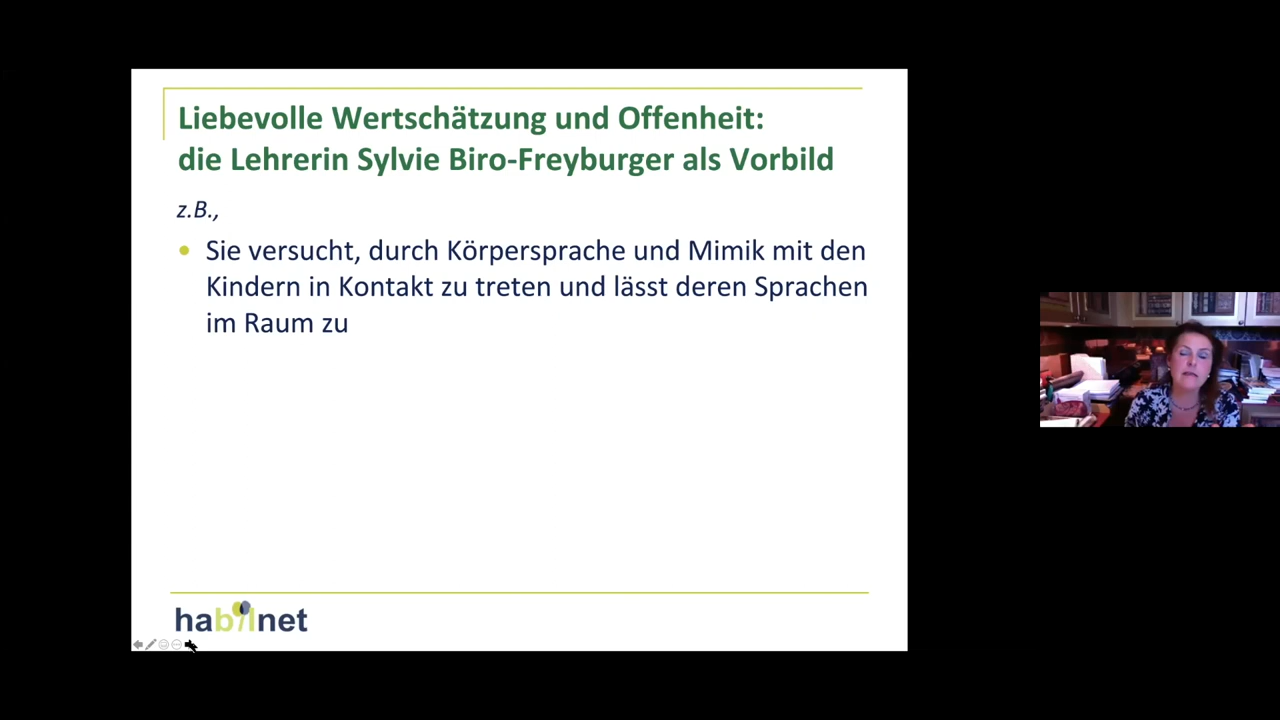 Liebevolle Wertschätzung und Offenheit:
die Lehrerin Sylvie Biro-Freyburger als Vorbild
z.B.,
Sie versucht, durch Körpersprache und Mimik mit den
Kindern in Kontakt zu treten und lässt deren Sprachen
im Raum zu
habilnet